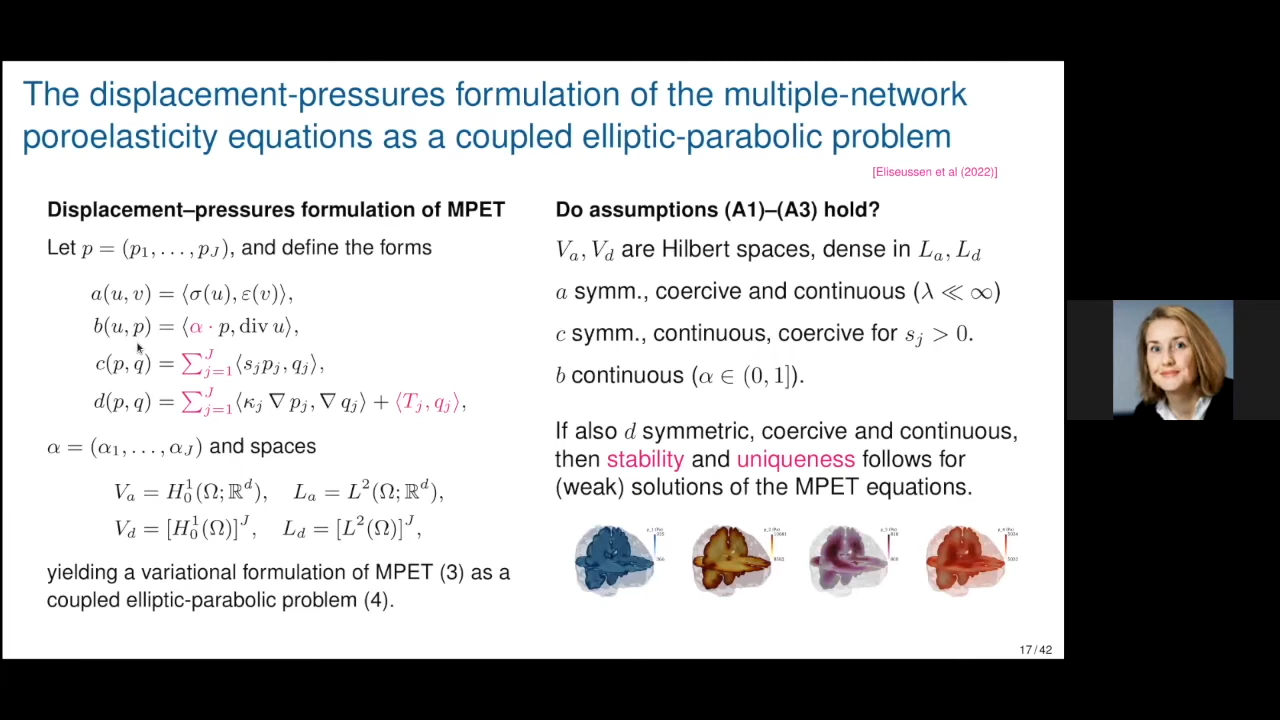 The displacement-pressures formulation of the multiple-network
poroelasticity equations as a coupled elliptic-parabolic problem
[Eliseussen et al (2022)]
Displacement–pressures formulation of MPET
Let p = (p₁, . . . , p_J), and define the forms
a(u, v) = ⟨σ(u), ε(v)⟩,
b(u, p) = ⟨α · p, div u⟩,
c(p, q) = ∑_{j=1}^{J}⟨s_j p_j, q_j⟩,
d(p, q) = ∑_{j=1}^{J}⟨κ_j ∇ p_j, ∇ q_j⟩ + ⟨T_j, q_j⟩,
α = (α₁, . . . , α_J) and spaces
V_a = H_0^1(Ω; ℝ^d), L_a = L²(Ω; ℝ^d),
V_d = [H_0^1(Ω)]^J, L_d = [L²(Ω)]^J,
yielding a variational formulation of MPET (3) as a
coupled elliptic-parabolic problem (4).
Do assumptions (A1)–(A3) hold?
V_a, V_d are Hilbert spaces, dense in L_a, L_d
a symm., coercive and continuous (λ ≪ ∞)
c symm., continuous, coercive for s_j > 0.
b continuous (α ∈ (0, 1]).
If also d symmetric, coercive and continuous,
then stability and uniqueness follows for
(weak) solutions of the MPET equations.
17 / 42